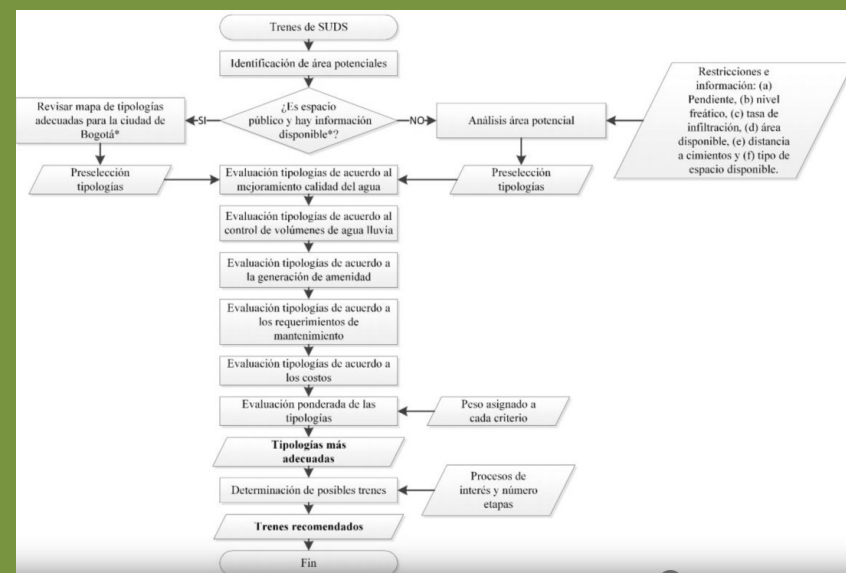 Trenes de SUDS
Identificación de área potenciales
¿Es espacio
público y hay información
disponible*?
SI
NO
Revisar mapa de tipologías
adecuadas para la ciudad de
Bogotá*
Análisis área potencial
Restricciones e
información: (a)
Pendiente, (b) nivel
freático, (c) tasa de
infiltración, (d) área
disponible, (e) distancia
a cimientos y (f) tipo de
espacio disponible.
Preselección
tipologías
Evaluación tipologías de acuerdo al
mejoramiento calidad del agua
Preselección
tipologías
Evaluación tipologías de acuerdo al
control de volúmenes de agua lluvia
Evaluación tipologías de acuerdo a
la generación de amenidad
Evaluación tipologías de acuerdo a
los requerimientos de
mantenimiento
Evaluación tipologías de acuerdo a
los costos
Evaluación ponderada de las
tipologías
Peso asignado a
cada criterio
Tipologías más
adecuadas
Determinación de posibles trenes
Procesos de
interés y número
etapas
Trenes recomendados
Fin